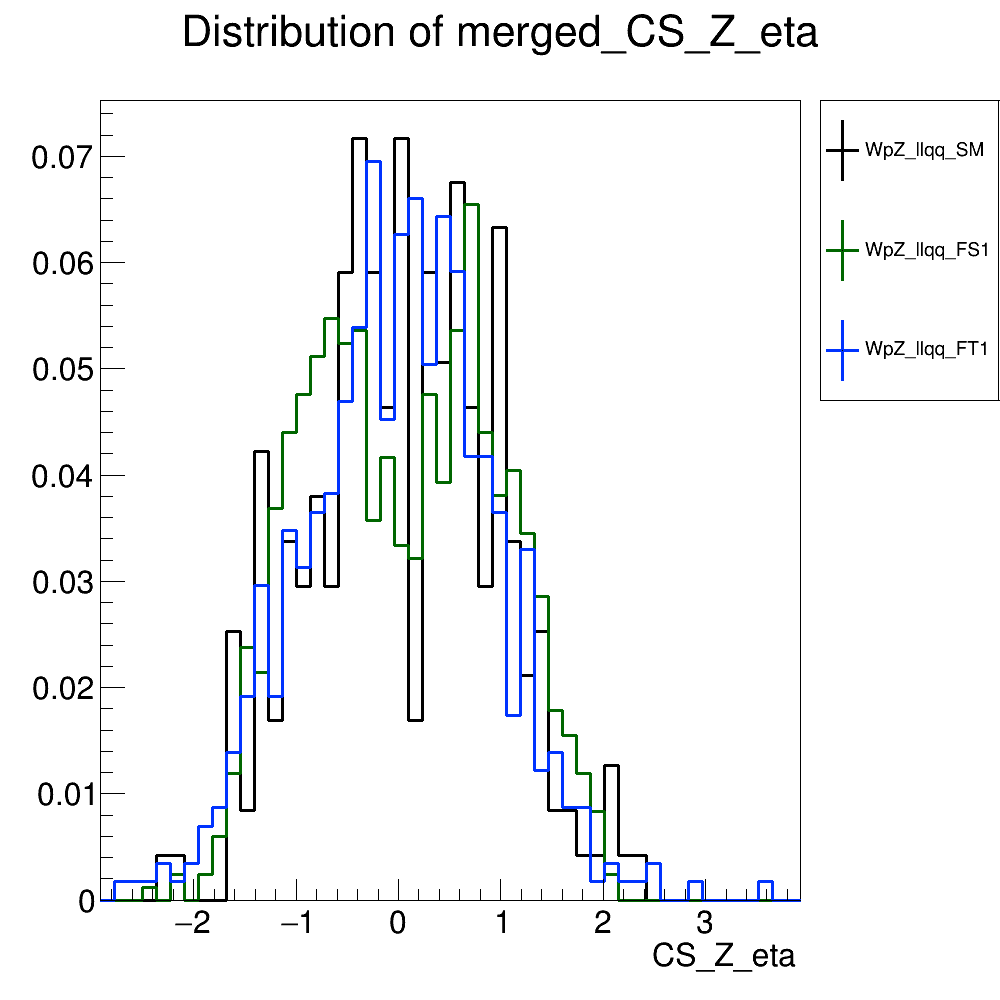 Distribution of merged_CS_Z_eta
WpZ_llqq_SM
WpZ_llqq_FS1
WpZ_llqq_FT1
0.07
0.06
0.05
0.04
0.03
0.02
0.01
0
−2 −1 0 1 2 3
CS_Z_eta